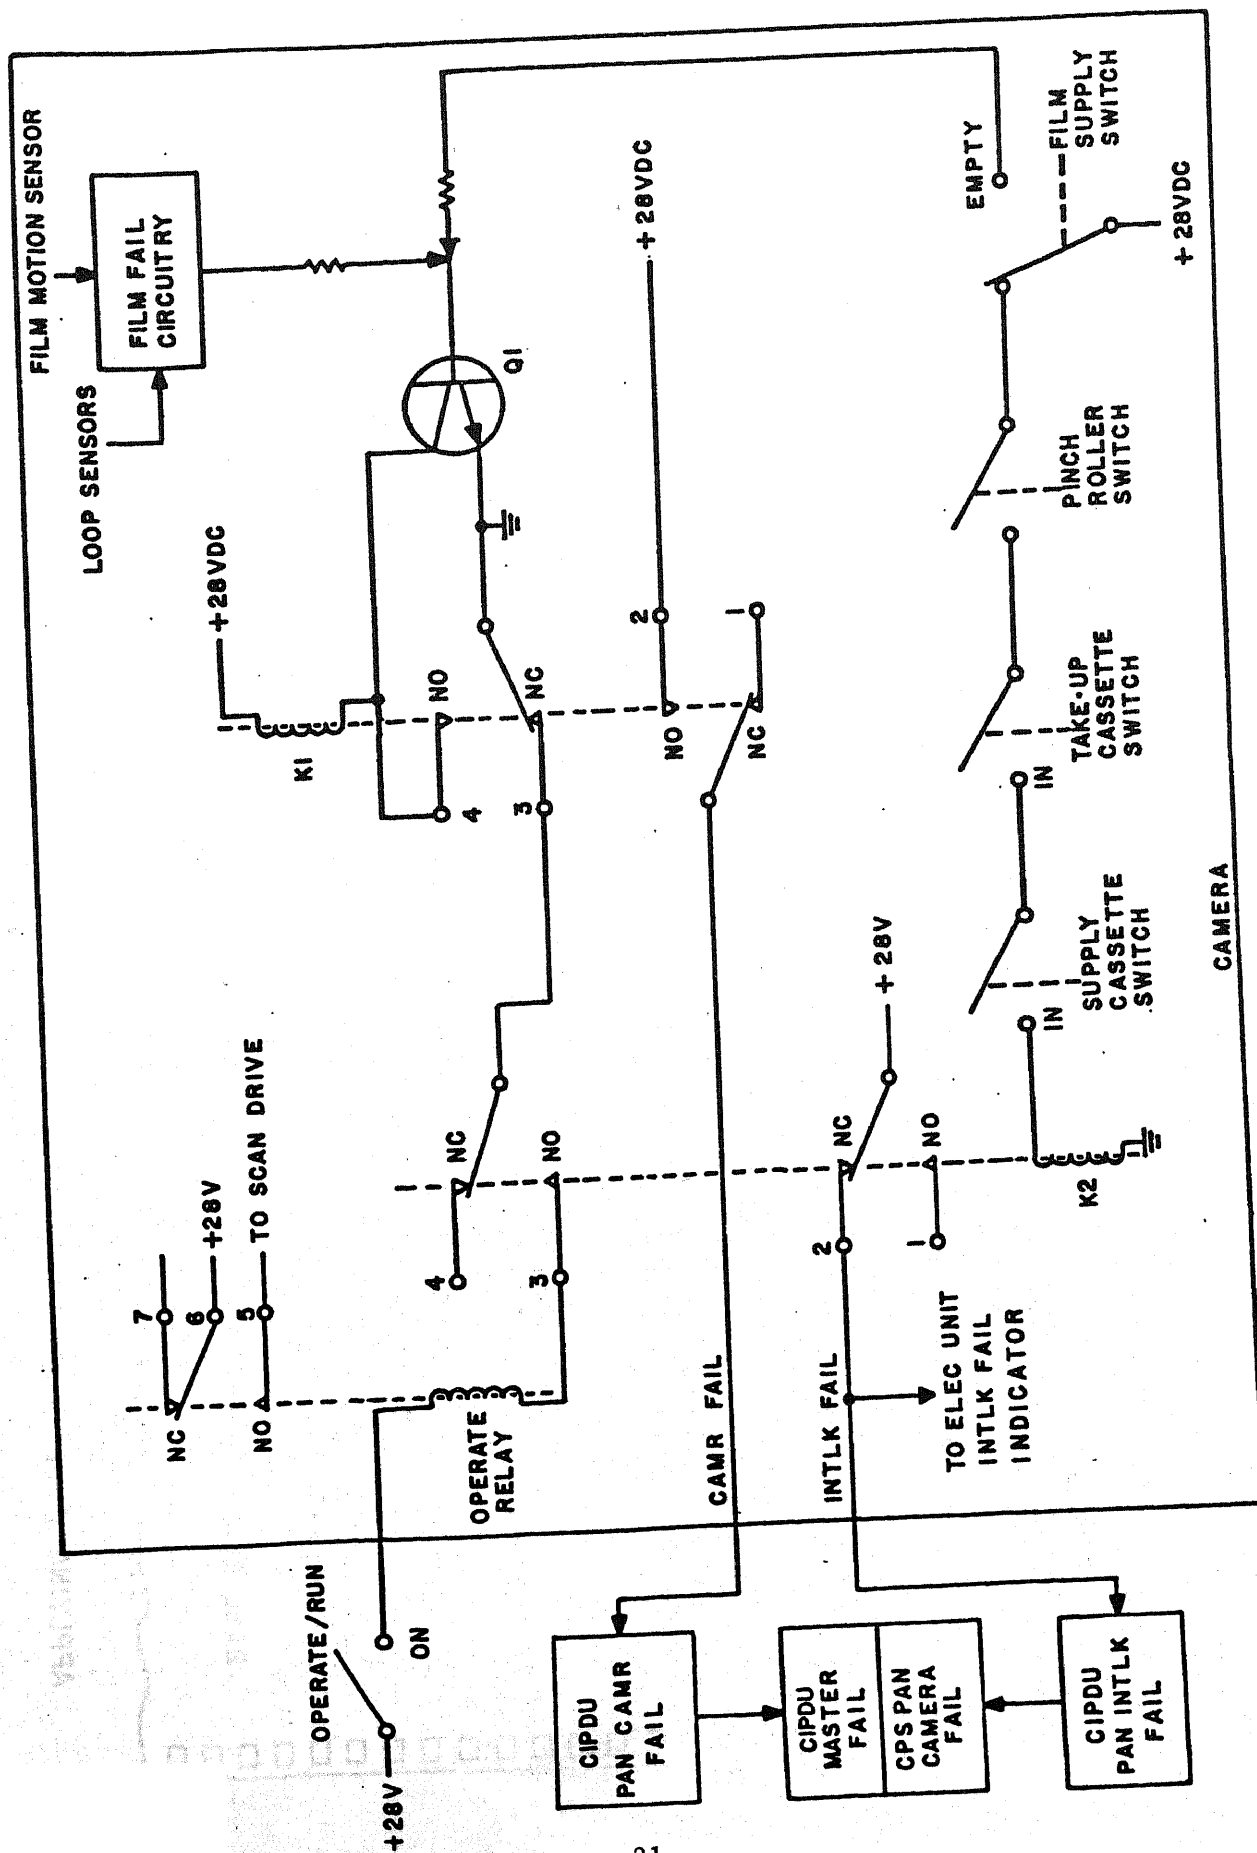 FILM MOTION SENSOR
FILM FAIL
CIRCUITRY
LOOP SENSORS
+28VDC
K1
NO
4
NC
3
Q1
+28VDC
2
NO
1
NC
EMPTY
FILM
SUPPLY
SWITCH
+28VDC
PINCH
ROLLER
SWITCH
TAKE-UP
CASSETTE
SWITCH
IN
SUPPLY
CASSETTE
SWITCH
IN
CAMERA
7
6
+28V
5
TO SCAN DRIVE
NC
NO
NC
4
NO
3
OPERATE
RELAY
+28V
NC
2
NO
1
K2
CAMR FAIL
INTLK FAIL
TO ELEC UNIT
INTLK FAIL
INDICATOR
OPERATE/RUN
ON
+28V
CIPDU
PAN CAMR
FAIL
CIPDU
MASTER
FAIL
CPS PAN
CAMERA
FAIL
CIPDU
PAN INTLK
FAIL